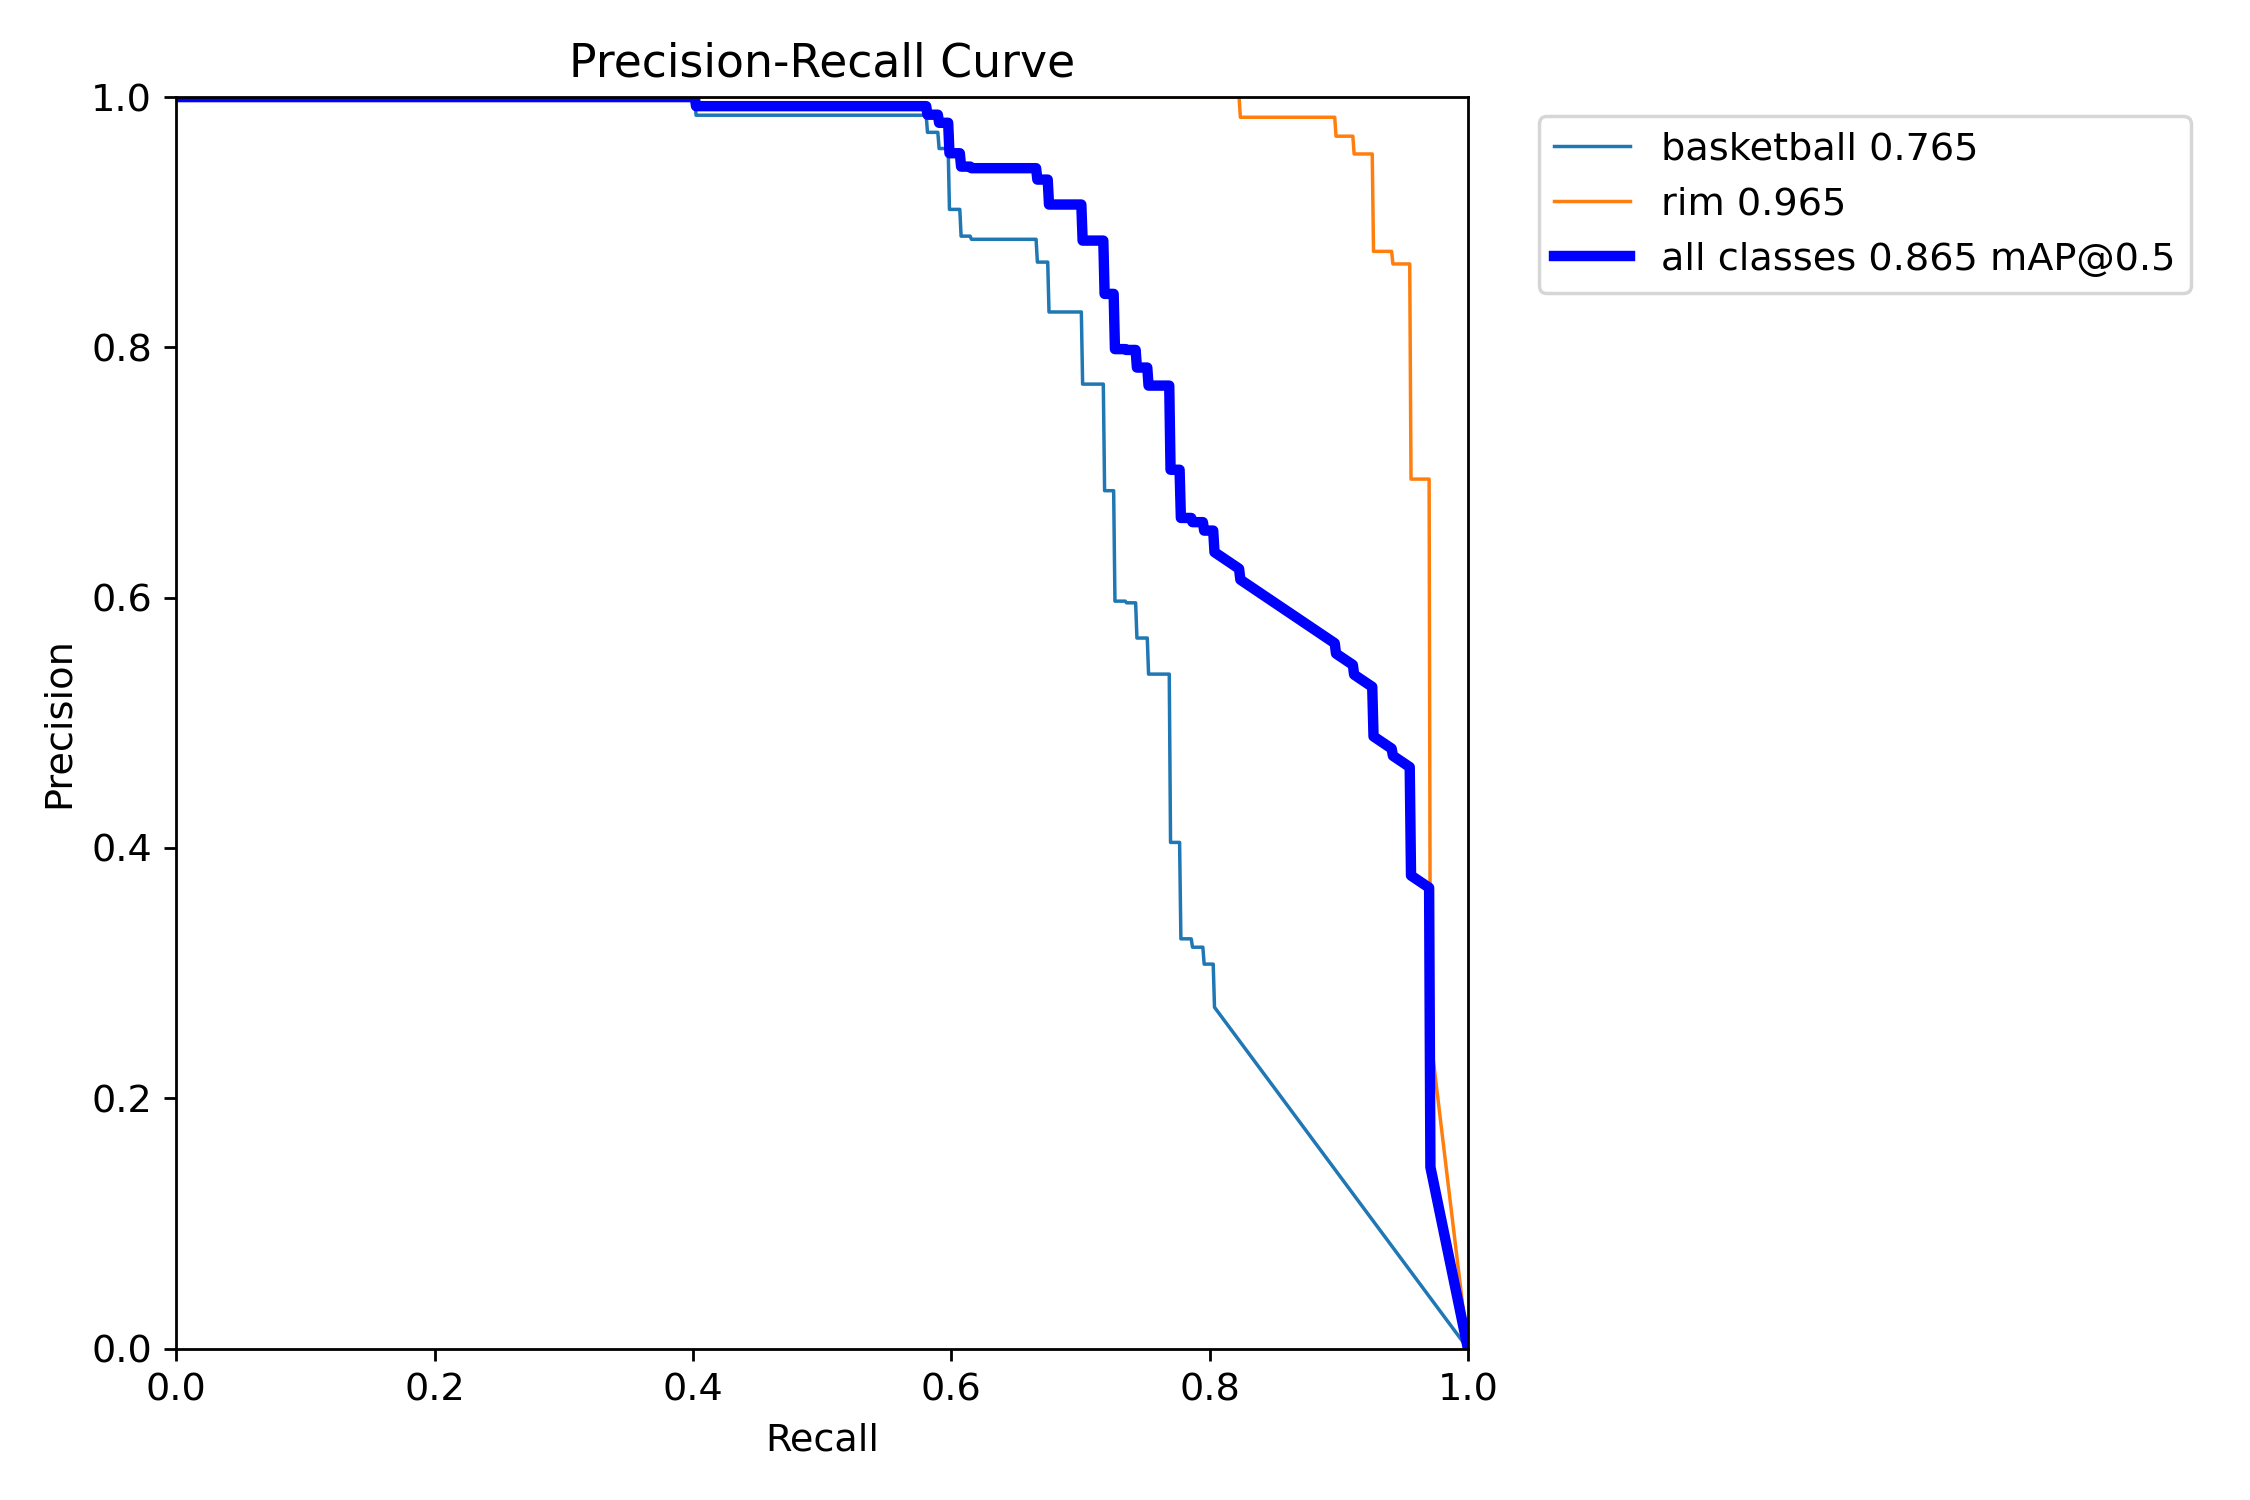 Precision-Recall Curve
1.0
0.8
0.6
0.4
0.2
0.0
Precision
0.0 0.2 0.4 0.6 0.8 1.0
Recall
basketball 0.765
rim 0.965
all classes 0.865 mAP@0.5